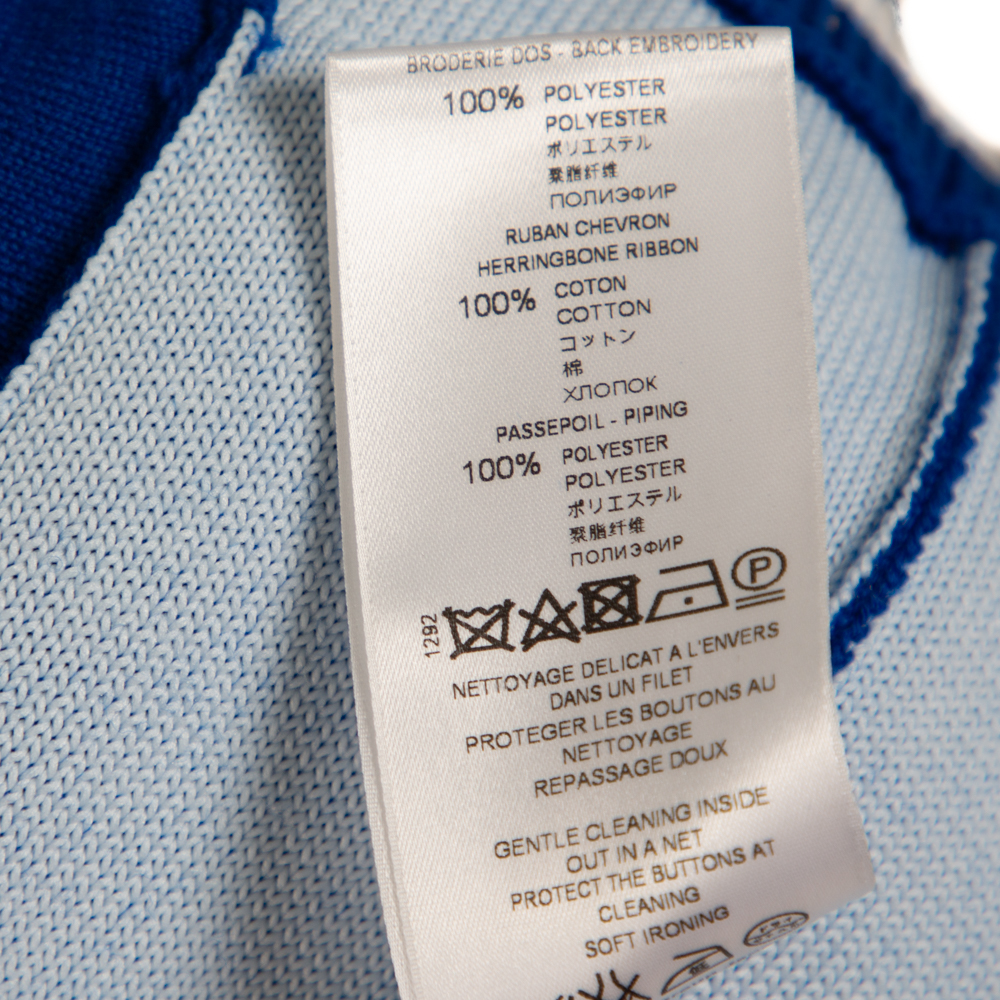 BRODERIE DOS - BACK EMBROIDERY
100% POLYESTER
POLYESTER
ポリエステル
聚脂纤维
ПОЛИЭФИР
RUBAN CHEVRON
HERRINGBONE RIBBON
100% COTON
COTTON
コットン
棉
ХЛОПОК
PASSEPOIL - PIPING
100% POLYESTER
POLYESTER
ポリエステル
聚脂纤维
ПОЛИЭФИР
1292
P
NETTOYAGE DELICAT A L'ENVERS
DANS UN FILET
PROTEGER LES BOUTONS AU
NETTOYAGE
REPASSAGE DOUX
GENTLE CLEANING INSIDE
OUT IN A NET
PROTECT THE BUTTONS AT
CLEANING
SOFT IRONING